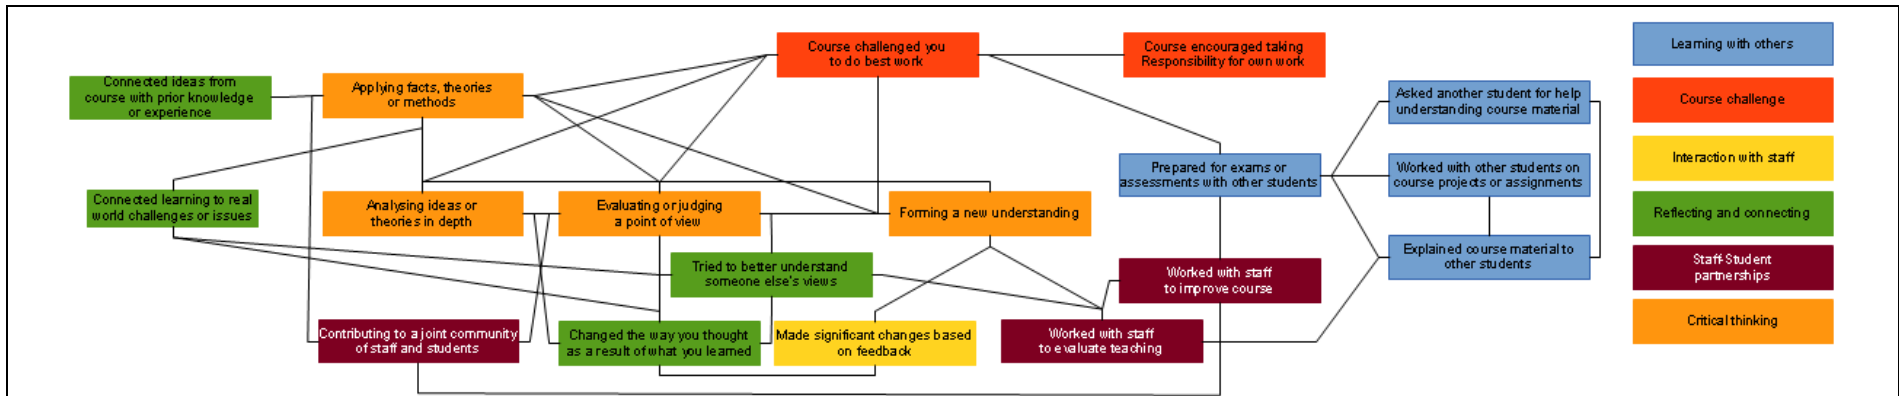 Course challenged you
to do best work
Course encouraged taking
Responsibility for own work
Learning with others
Connected ideas from
course with prior knowledge
or experience
Applying facts, theories
or methods
Asked another student for help
understanding course material
Course challenge
Prepared for exams or
assessments with other students
Worked with other students on
course projects or assignments
Interaction with staff
Connected learning to real
world challenges or issues
Analysing ideas or
theories in depth
Evaluating or judging
a point of view
Forming a new understanding
Reflecting and connecting
Tried to better understand
someone else's views
Worked with staff
to improve course
Explained course material to
other students
Staff-Student
partnerships
Contributing to a joint community
of staff and students
Changed the way you thought
as a result of what you learned
Made significant changes based
on feedback
Worked with staff
to evaluate teaching
Critical thinking